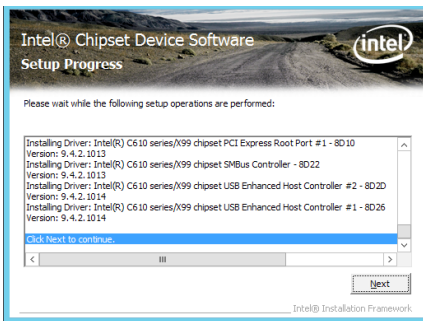 Intel® Chipset Device Software
Setup Progress
intel
Please wait while the following setup operations are performed:
Installing Driver: Intel(R) C610 series/X99 chipset PCI Express Root Port #1 - 8D10
Version: 9.4.2.1013
Installing Driver: Intel(R) C610 series/X99 chipset SMBus Controller - 8D22
Version: 9.4.2.1013
Installing Driver: Intel(R) C610 series/X99 chipset USB Enhanced Host Controller #2 - 8D2D
Version: 9.4.2.1014
Installing Driver: Intel(R) C610 series/X99 chipset USB Enhanced Host Controller #1 - 8D26
Version: 9.4.2.1014
Click Next to continue.
Next
Intel® Installation Framework